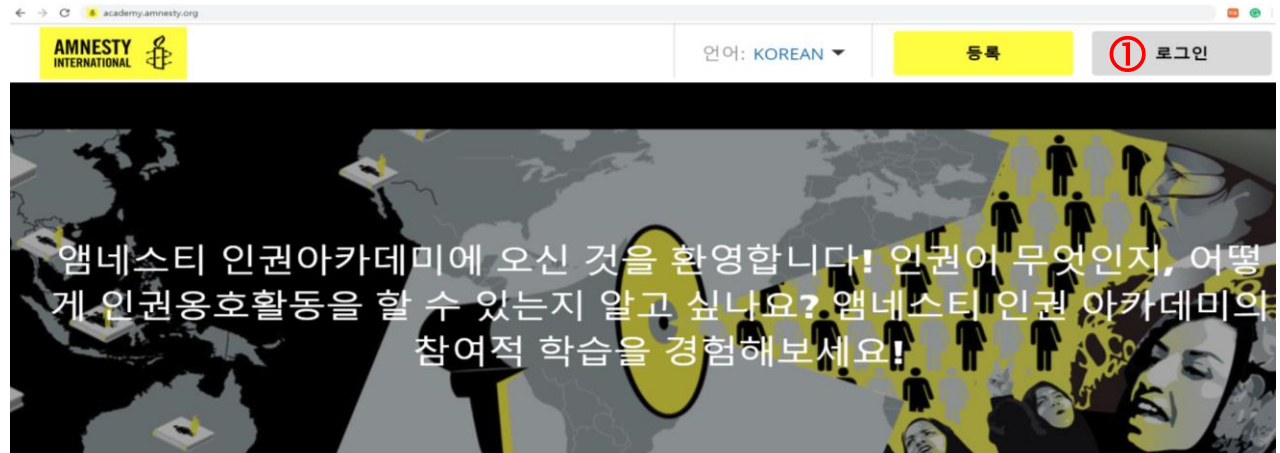 academy.amnesty.org
AMNESTY
INTERNATIONAL
언어: KOREAN
등록
① 로그인
앰네스티 인권아카데미에 오신 것을 환영합니다! 인권이 무엇인지, 어떻
게 인권옹호활동을 할 수 있는지 알고 싶나요? 앰네스티 인권 아카데미의
참여적 학습을 경험해보세요!